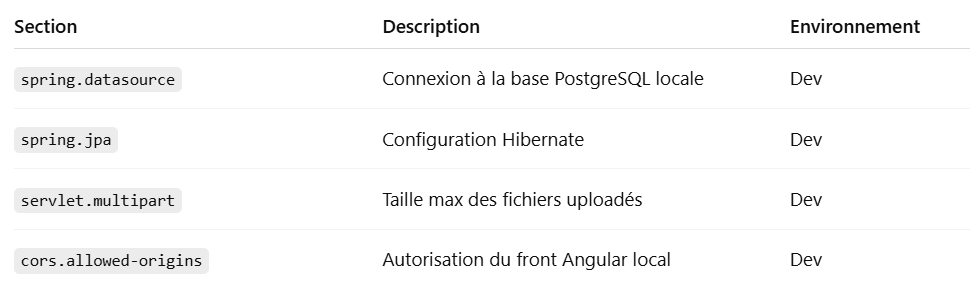 Section Description Environnement
spring.datasource Connexion à la base PostgreSQL locale Dev
spring.jpa Configuration Hibernate Dev
servlet.multipart Taille max des fichiers uploadés Dev
cors.allowed-origins Autorisation du front Angular local Dev